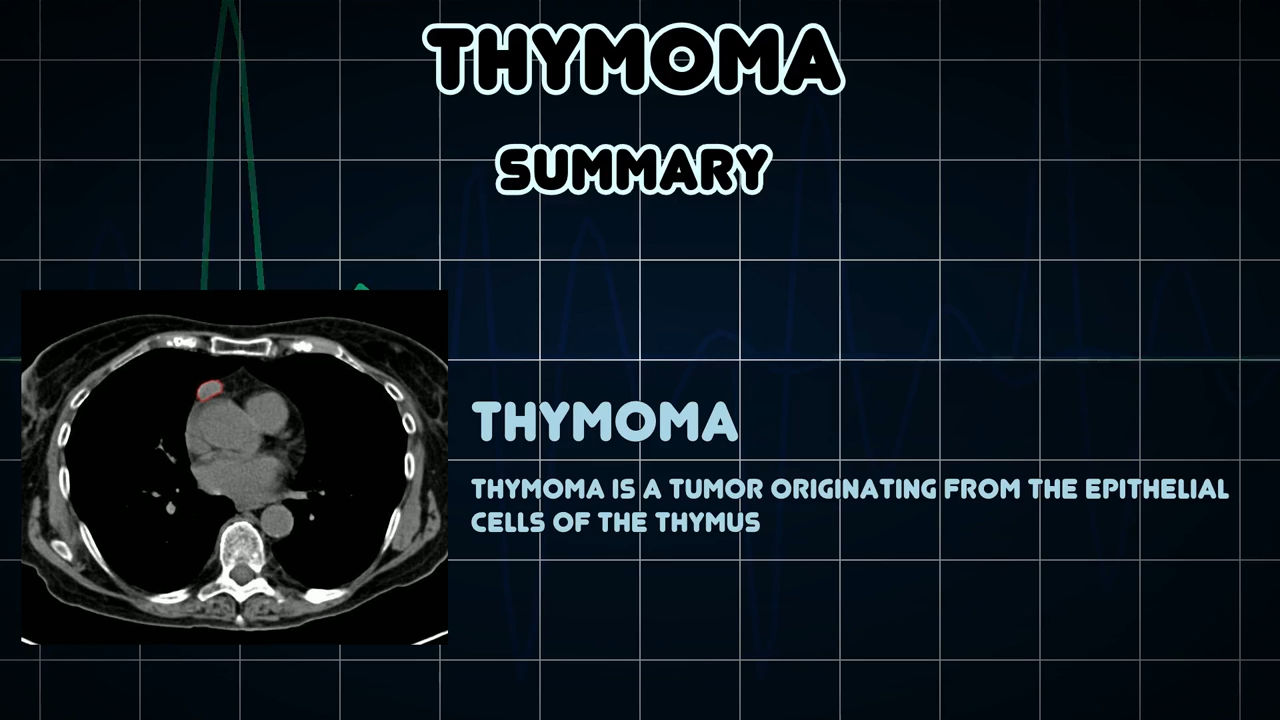 THYMOMA
SUMMARY
THYMOMA
THYMOMA IS A TUMOR ORIGINATING FROM THE EPITHELIAL
CELLS OF THE THYMUS